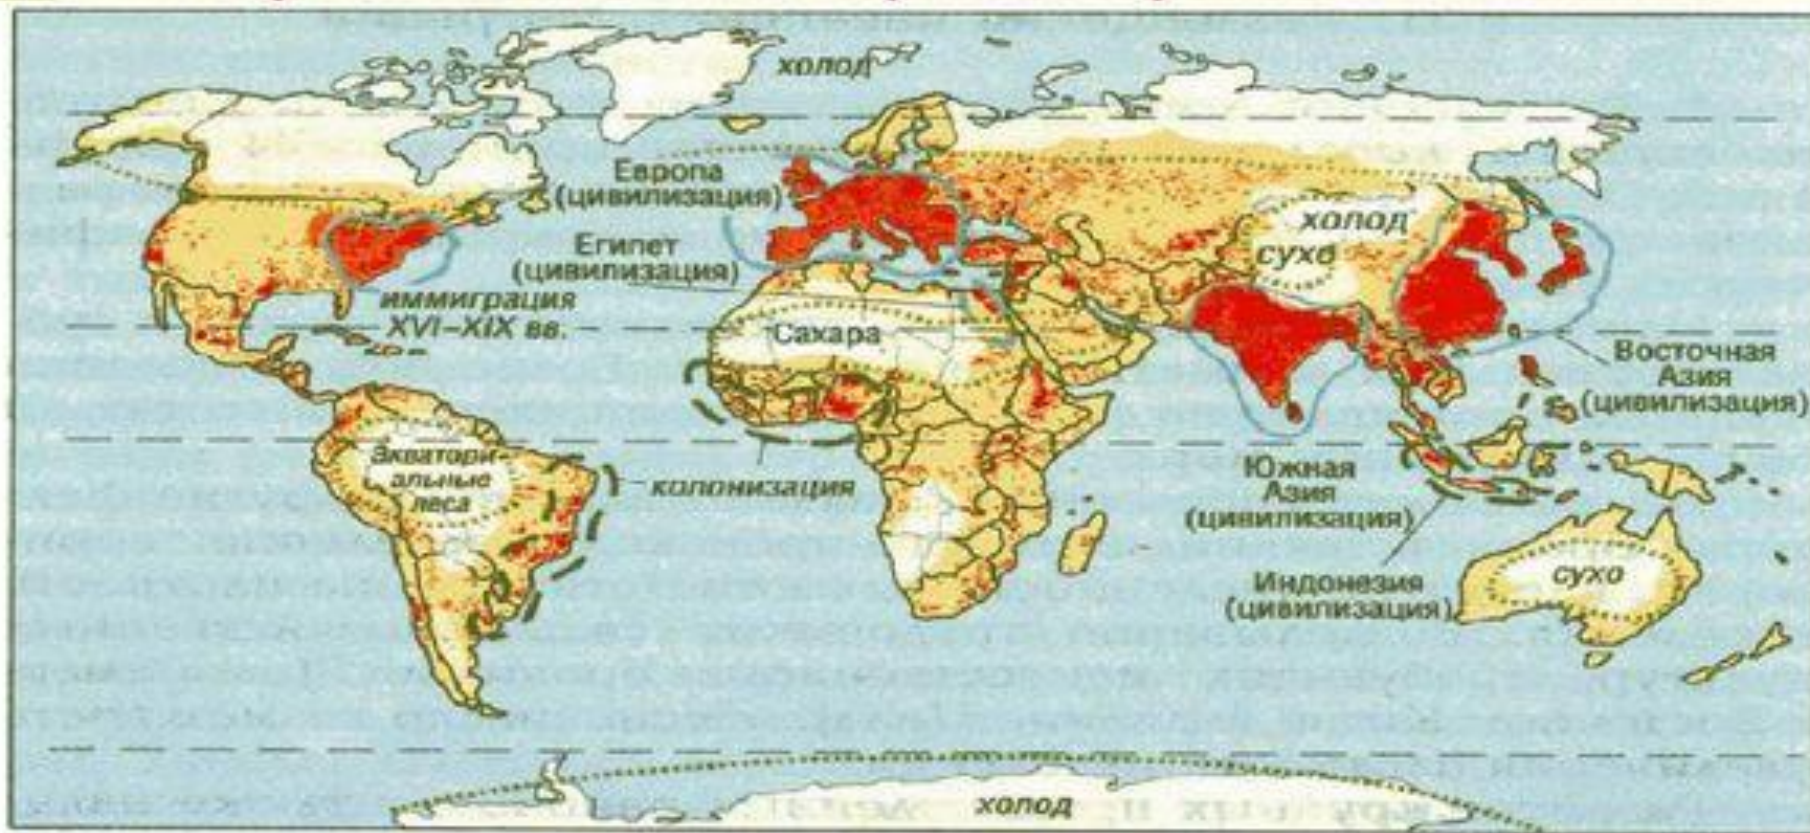 холод
Европа
(цивилизация)
Египет
(цивилизация)
иммиграция
XVI–XIX вв.
Сахара
холод
сухо
Восточная
Азия
(цивилизация)
Экватори-
альные
леса
колонизация
Южная
Азия
(цивилизация)
Индонезия
(цивилизация)
сухо
холод